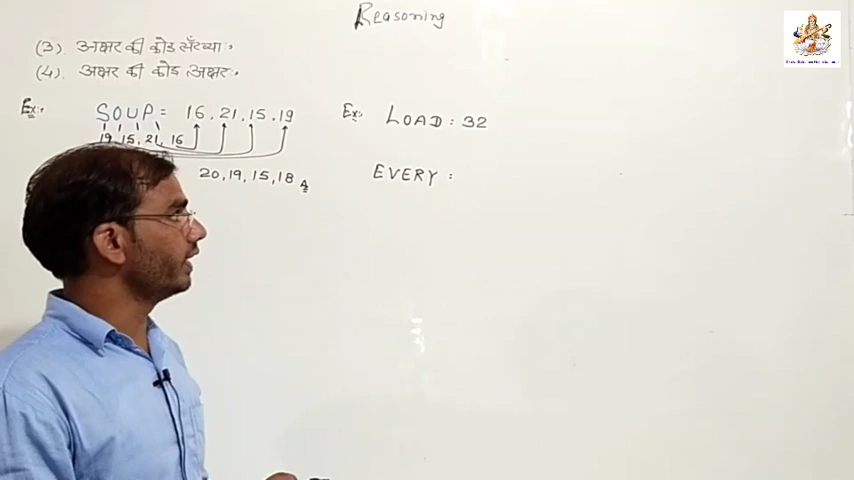 Reasoning
(3). अक्षर की कोड सँख्या:,
(4). अक्षर की कोड अक्षर:,
Ex:, SOUP = 16, 21, 15, 19
19, 15, 21, 16
20, 19, 15, 18 A
Ex:, LOAD : 32
EVERY :